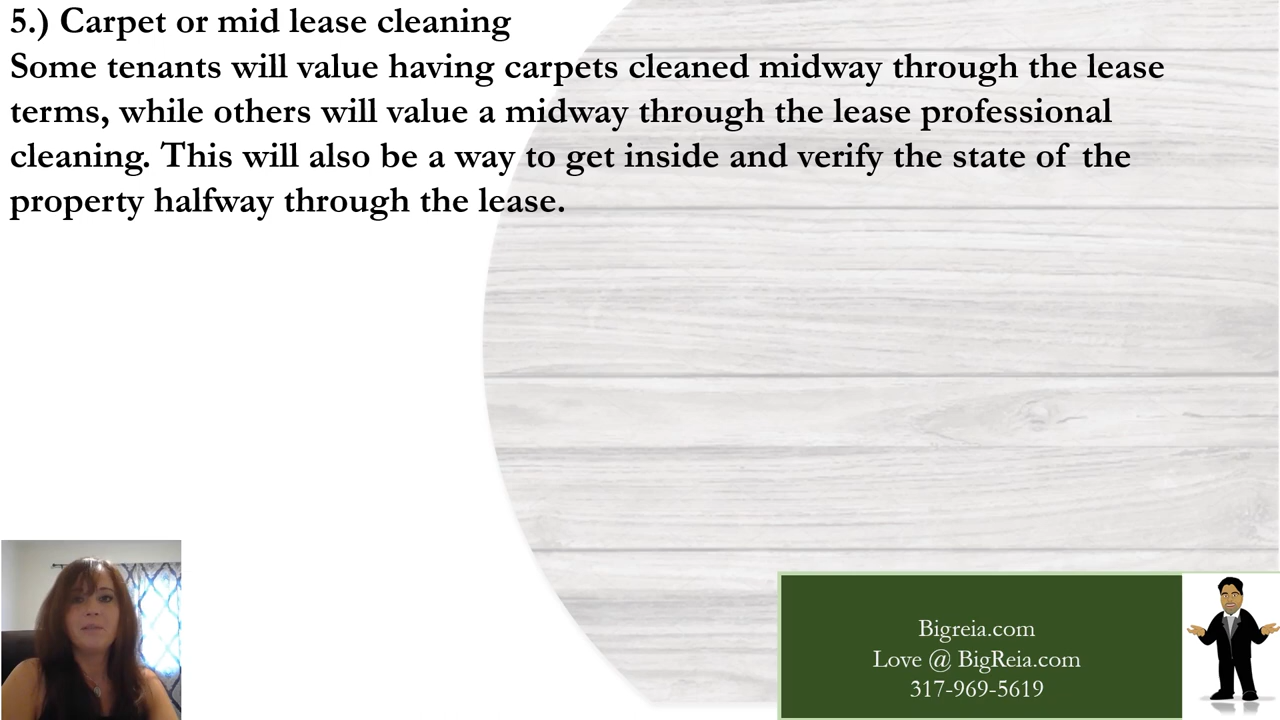 5.) Carpet or mid lease cleaning
Some tenants will value having carpets cleaned midway through the lease
terms, while others will value a midway through the lease professional
cleaning. This will also be a way to get inside and verify the state of the
property halfway through the lease.
Bigreia.com
Love @ BigReia.com
317-969-5619